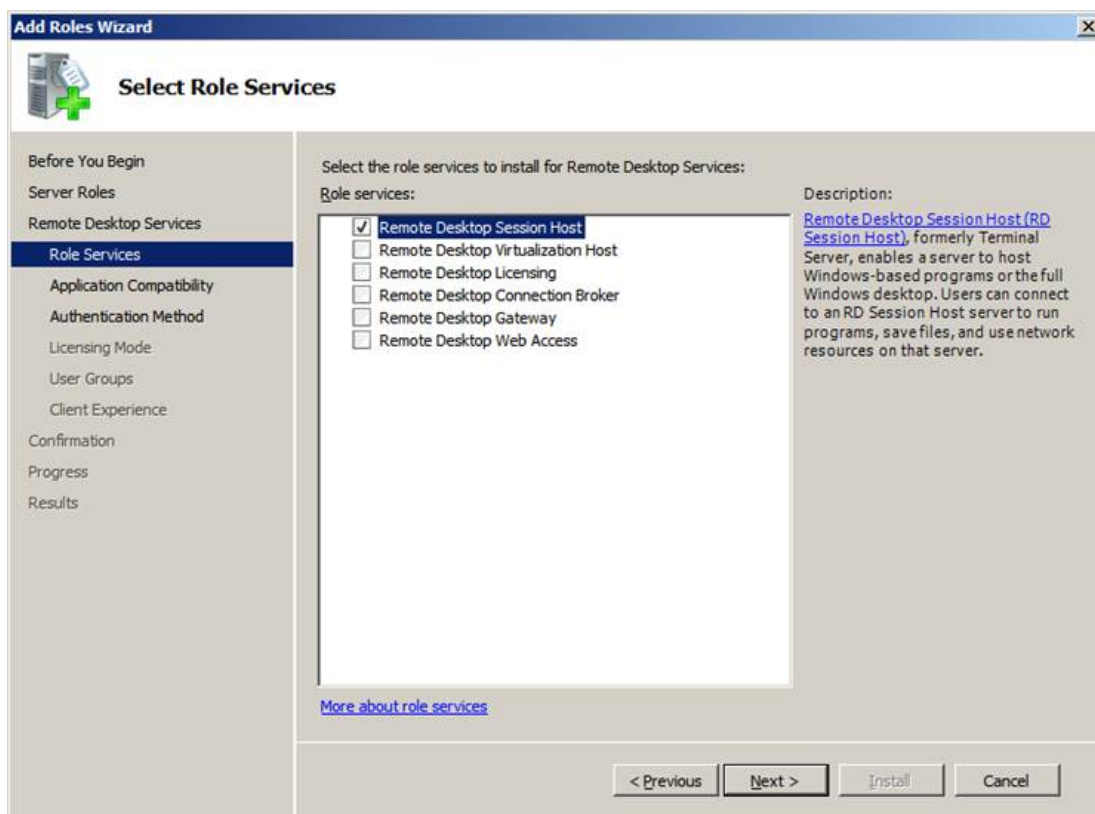 Add Roles Wizard
Select Role Services
Before You Begin
Server Roles
Remote Desktop Services
Role Services
Application Compatibility
Authentication Method
Licensing Mode
User Groups
Client Experience
Confirmation
Progress
Results
Select the role services to install for Remote Desktop Services:
Role services:
Remote Desktop Session Host
Remote Desktop Virtualization Host
Remote Desktop Licensing
Remote Desktop Connection Broker
Remote Desktop Gateway
Remote Desktop Web Access
More about role services
Description:
Remote Desktop Session Host (RD
Session Host), formerly Terminal
Server, enables a server to host
Windows-based programs or the full
Windows desktop. Users can connect
to an RD Session Host server to run
programs, save files, and use network
resources on that server.
< Previous
Next >
Install
Cancel